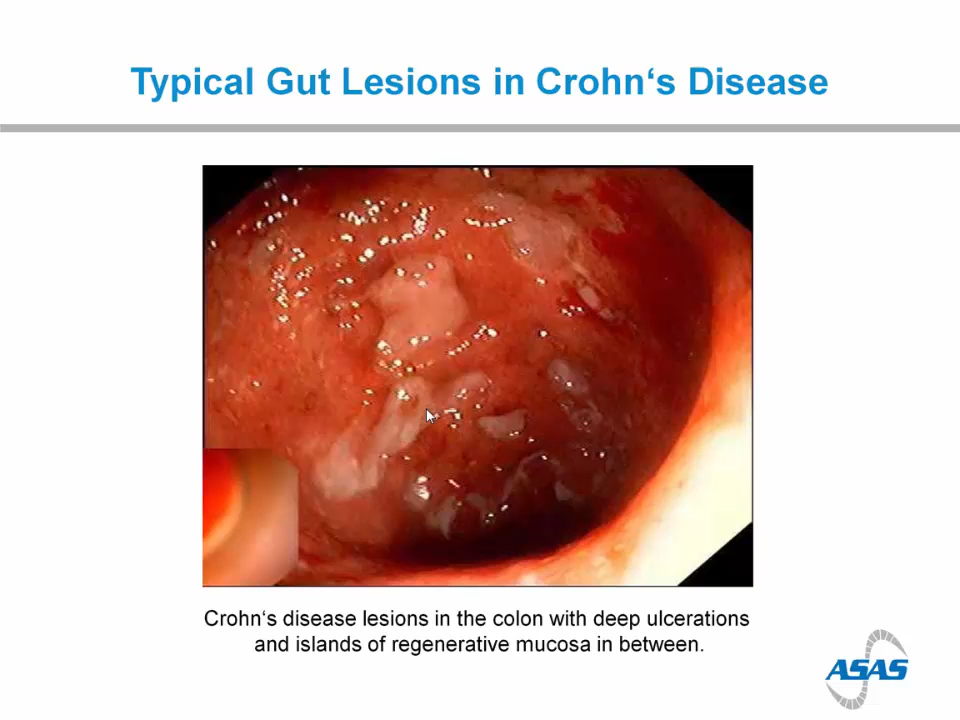 Typical Gut Lesions in Crohn‘s Disease
Crohn‘s disease lesions in the colon with deep ulcerations
and islands of regenerative mucosa in between.
ASAS